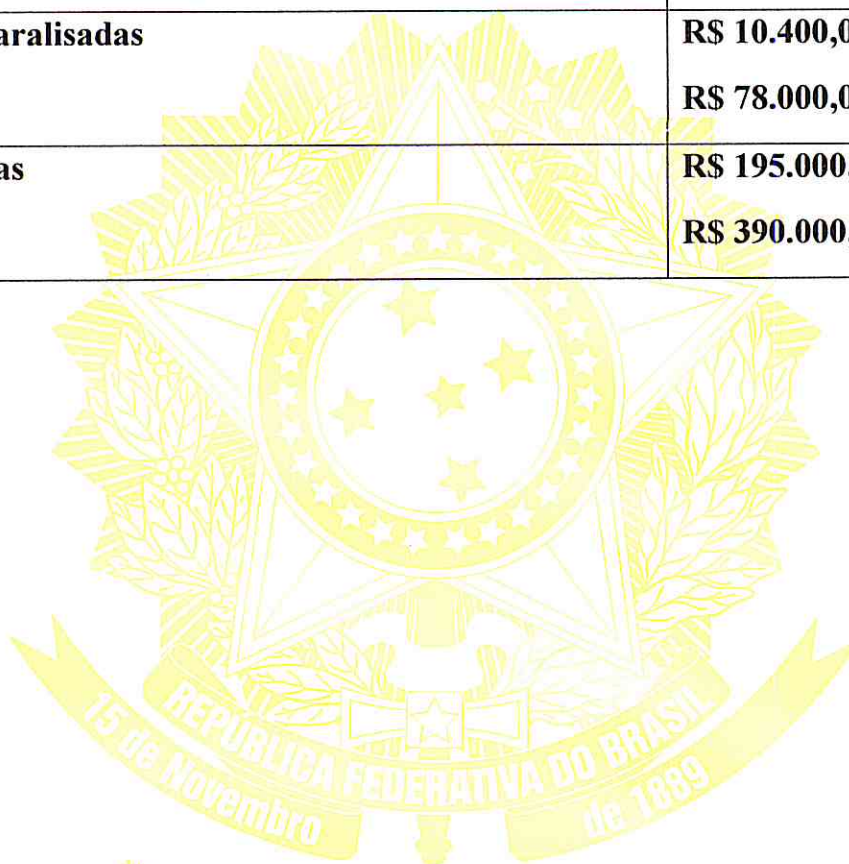 aralisadas R$ 10.400,0
R$ 78.000,0
as R$ 195.000.
R$ 390.000.
REPÚBLICA FEDERATIVA DO BRASIL
15 de Novembro de 1889